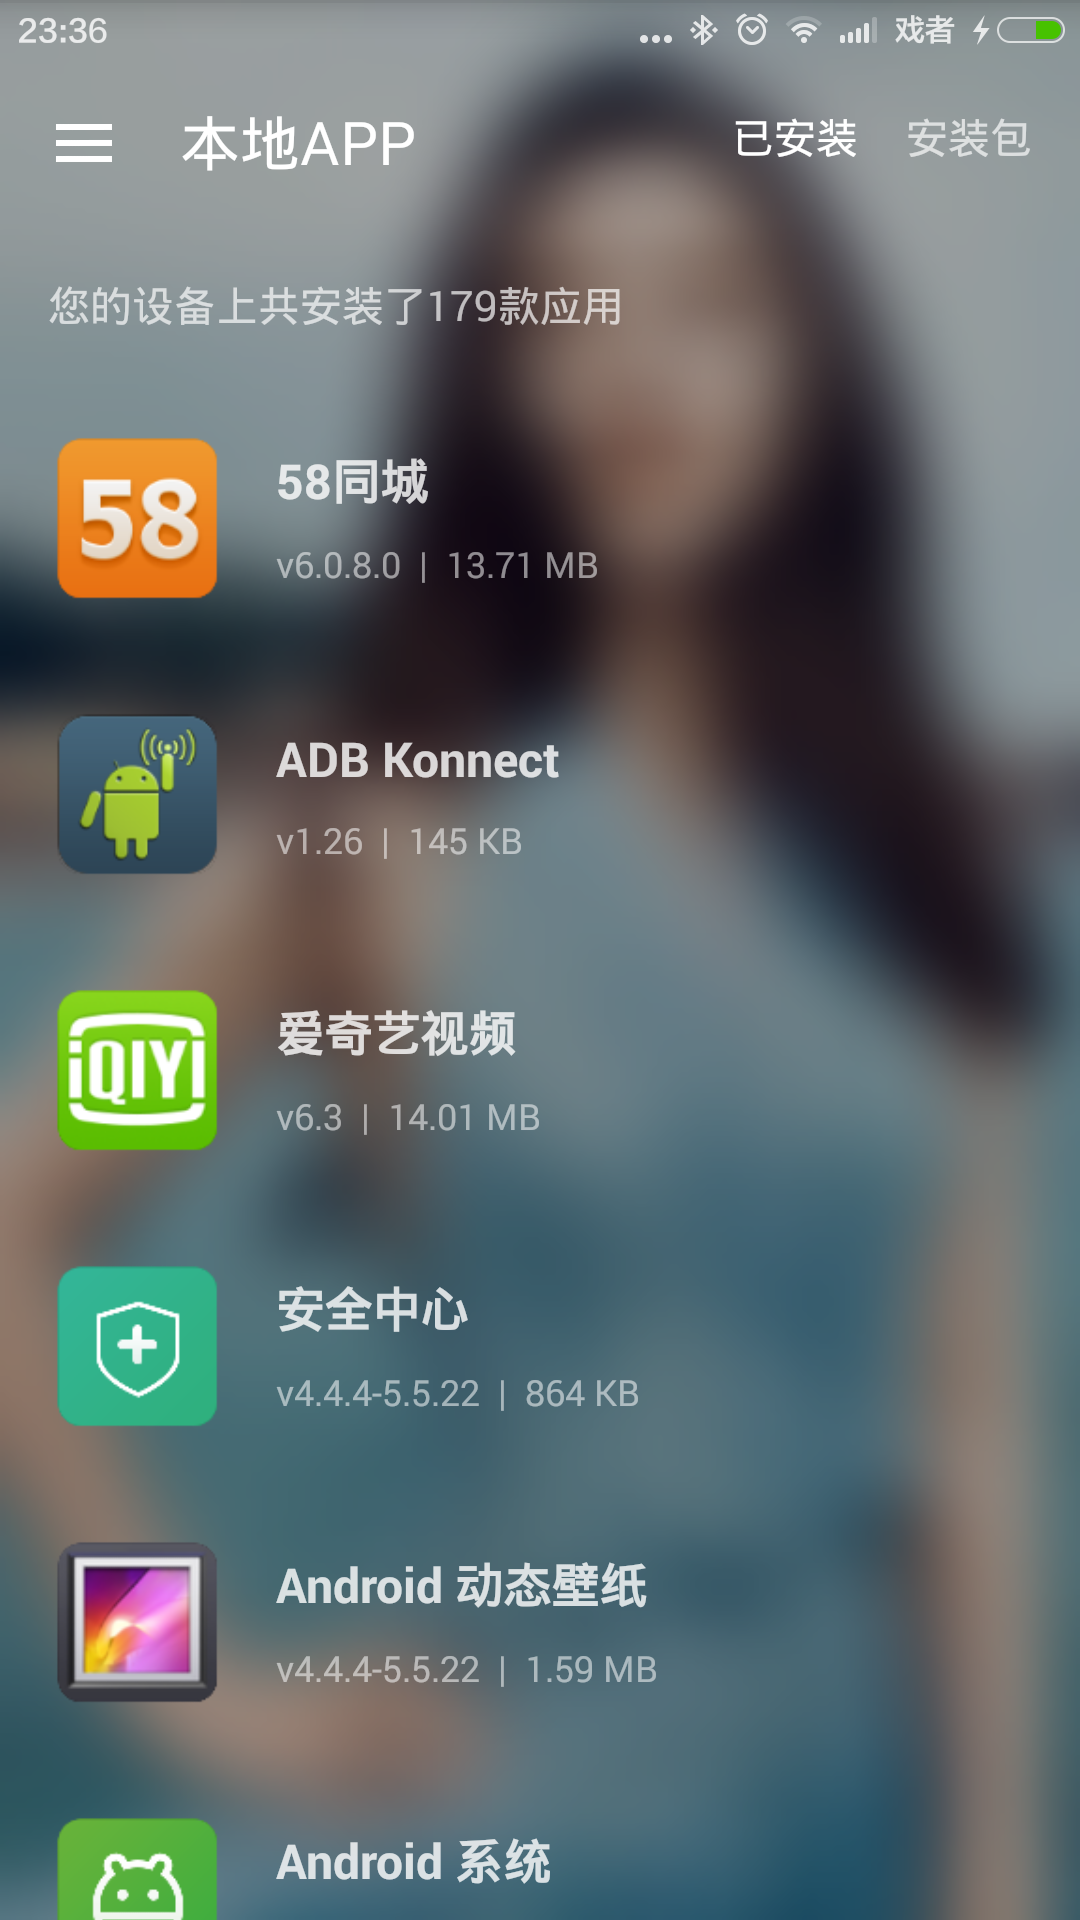 23:36 ... 戏者
本地APP 已安装 安装包
您的设备上共安装了179款应用
58
58同城
v6.0.8.0 | 13.71 MB
ADB Konnect
v1.26 | 145 KB
iQIYI
爱奇艺视频
v6.3 | 14.01 MB
安全中心
v4.4.4-5.5.22 | 864 KB
Android 动态壁纸
v4.4.4-5.5.22 | 1.59 MB
Android 系统